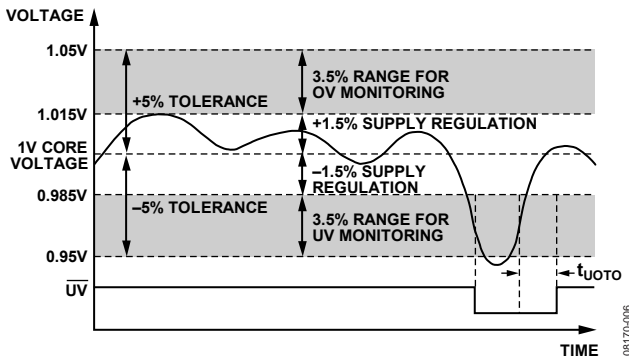 VOLTAGE
1.05V
3.5% RANGE FOR
OV MONITORING
+5% TOLERANCE
1.015V
+1.5% SUPPLY REGULATION
1V CORE
VOLTAGE
–1.5% SUPPLY
REGULATION
0.985V
–5% TOLERANCE
3.5% RANGE FOR
UV MONITORING
0.95V
tUOTO
UV
TIME
08170-006